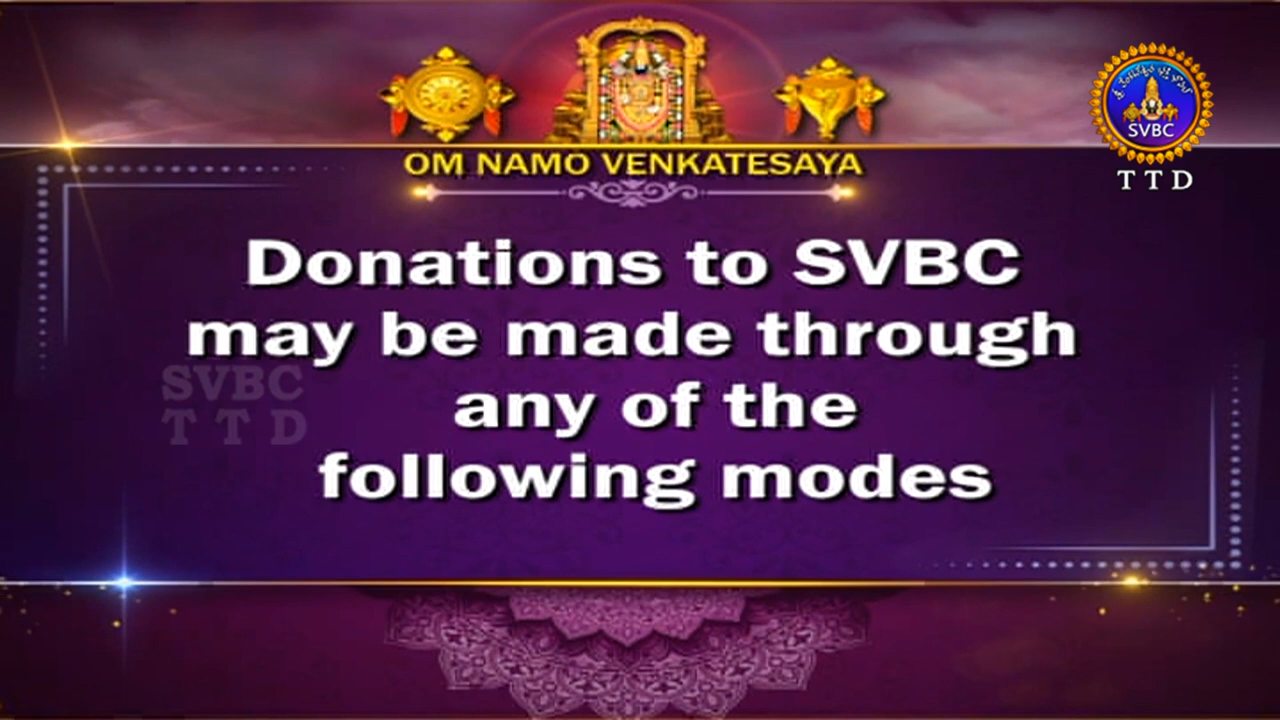 OM NAMO VENKATESAYA
SVBC
TTD
Donations to SVBC
may be made through
any of the
following modes
SVBC
TTD